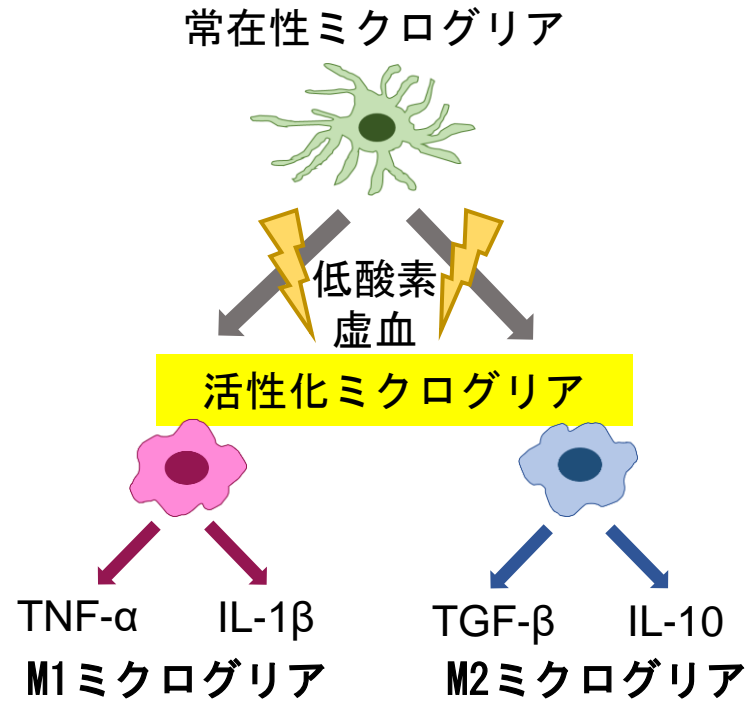 常在性ミクログリア
低酸素
虚血
活性化ミクログリア
TNF-α IL-1β
TGF-β IL-10
M1ミクログリア
M2ミクログリア